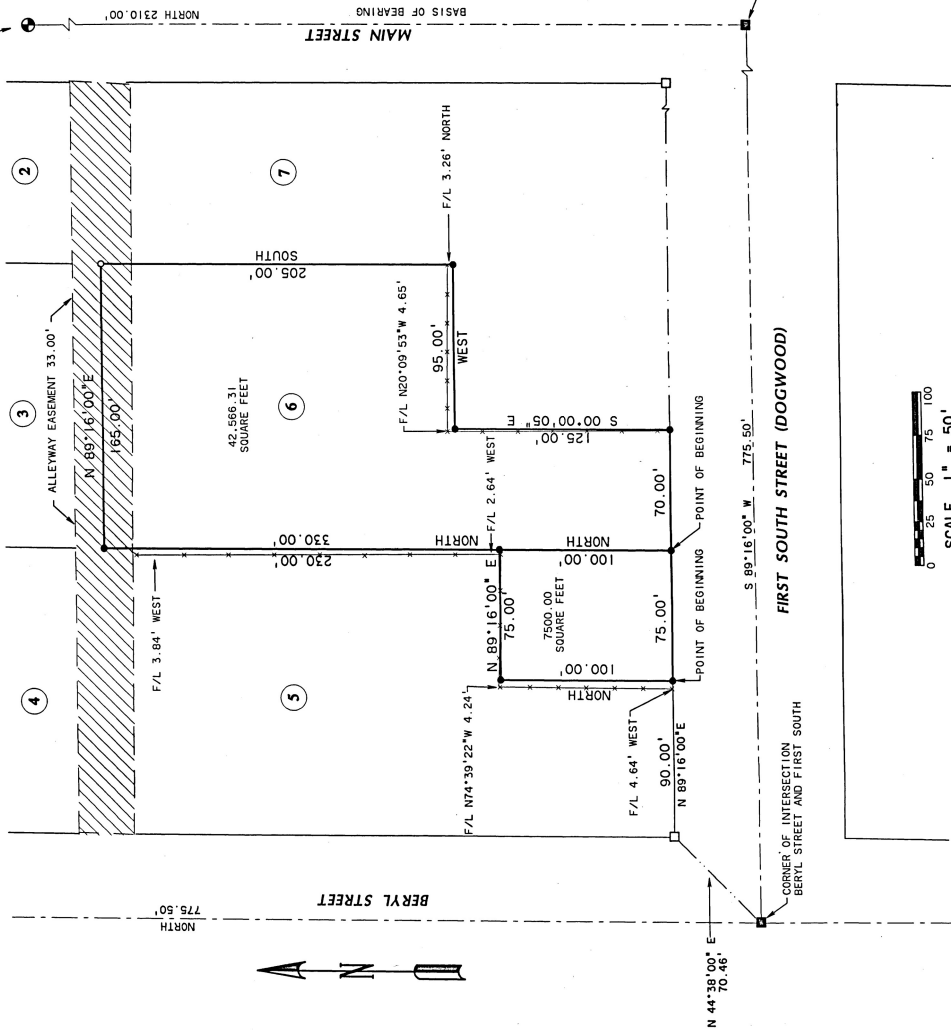 NORTH 2310.00'
BASIS OF BEARING
MAIN STREET
2
3
4
ALLEYWAY EASEMENT 33.00'
N 89°16'00"E
165.00'
7
F/L 3.26' NORTH
SOUTH
205.00'
42,566.31
SQUARE FEET
6
F/L N20°09'53"W 4.65'
95.00'
WEST
S 00°00'05" E
125.00'
F/L 2.64' WEST
330.00'
NORTH
230.00'
F/L 3.84' WEST
5
N 89°16'00" E
75.00'
7500.00
SQUARE FEET
NORTH
100.00'
100.00'
NORTH
F/L N74°39'22"W 4.24'
F/L 4.64' WEST
70.00'
75.00'
90.00'
N 89°16'00"E
POINT OF BEGINNING
POINT OF BEGINNING
S 89°16'00" W 775.50'
FIRST SOUTH STREET (DOGWOOD)
CORNER OF INTERSECTION
BERYL STREET AND FIRST SOUTH
BERYL STREET
775.50'
NORTH
N
N 44°38'00" E
70.46'
0 25 50 75 100
SCALE 1" = 50'